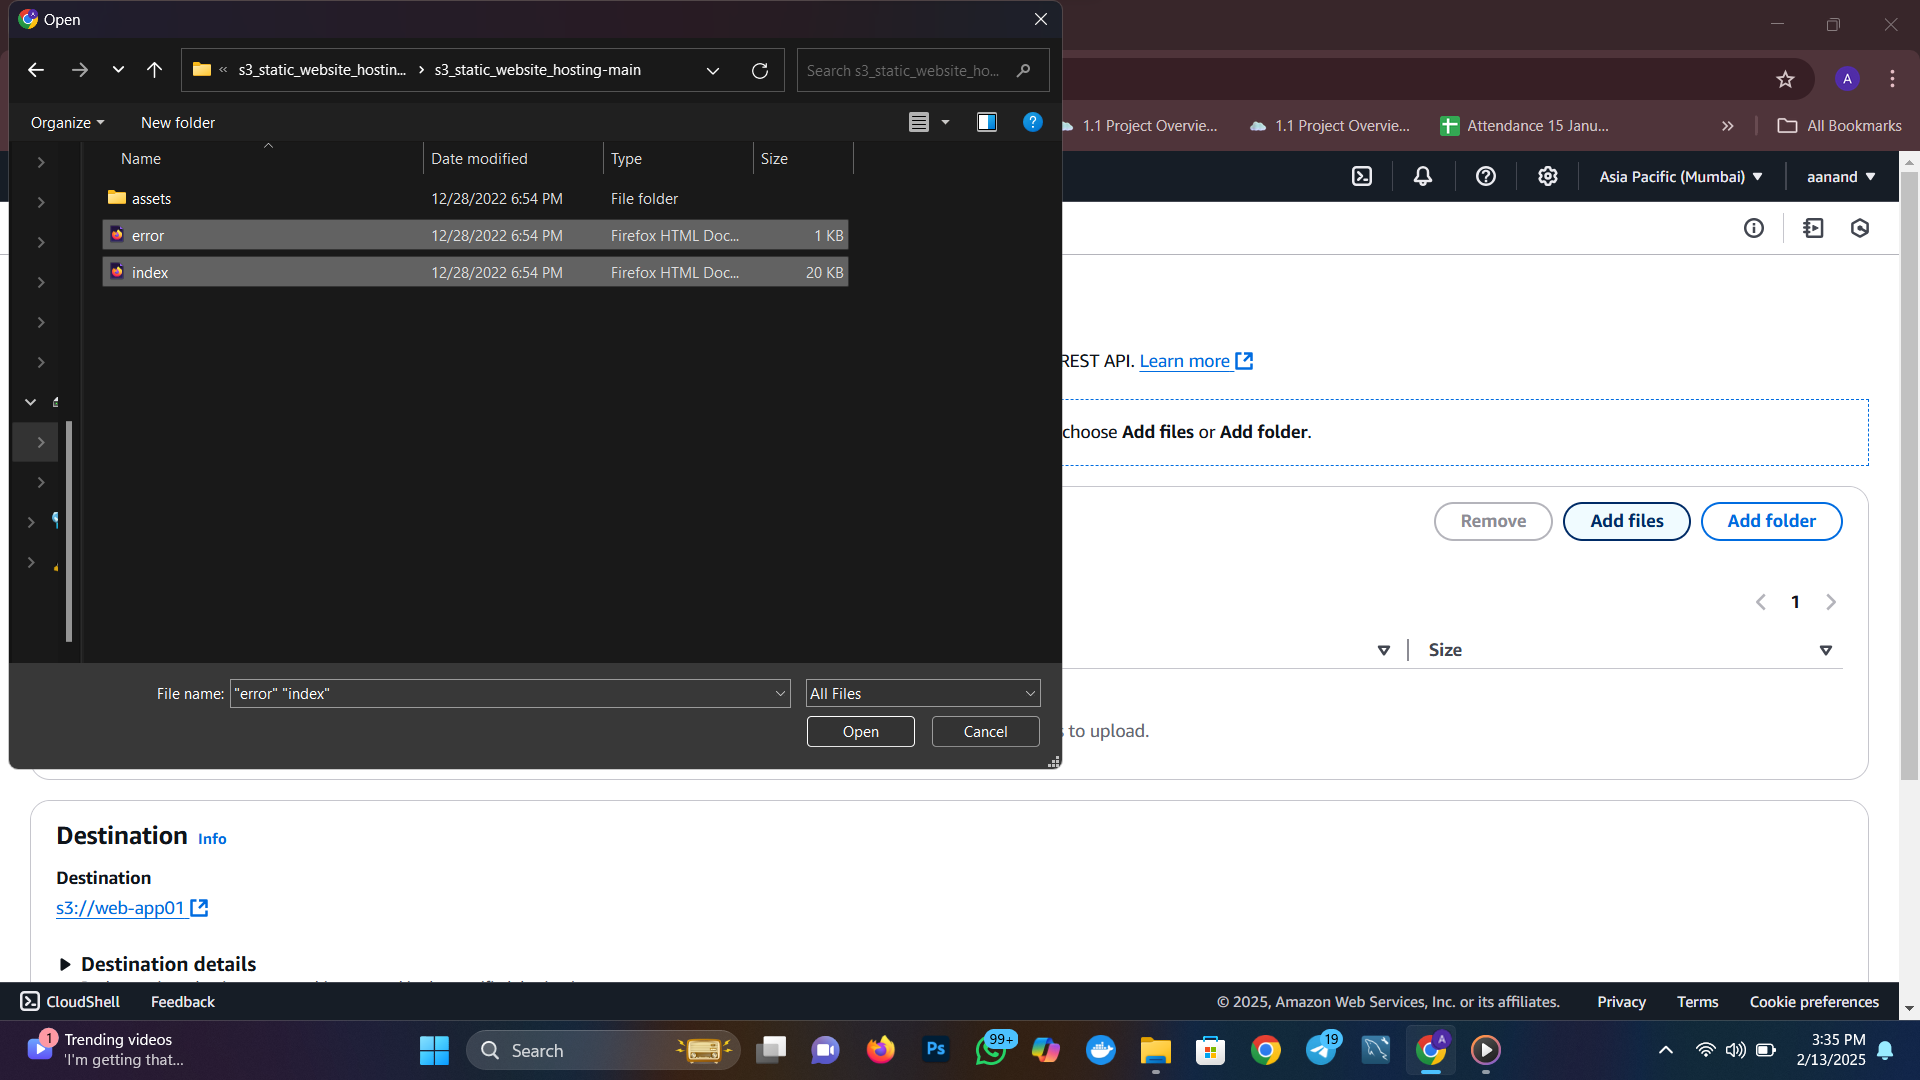 Open
« s3_static_website_hostin... › s3_static_website_hosting-main
Search s3_static_website_ho...
Organize
New folder
Name
Date modified
Type
Size
assets
12/28/2022 6:54 PM
File folder
error
12/28/2022 6:54 PM
Firefox HTML Doc...
1 KB
index
12/28/2022 6:54 PM
Firefox HTML Doc...
20 KB
File name:
"error" "index"
All Files
Open
Cancel
A
1.1 Project Overvie...
1.1 Project Overvie...
Attendance 15 Janu...
»
All Bookmarks
Asia Pacific (Mumbai)
aanand
REST API. Learn more
choose Add files or Add folder.
Remove
Add files
Add folder
1
Size
to upload.
Destination
Info
Destination
s3://web-app01
Destination details
CloudShell
Feedback
© 2025, Amazon Web Services, Inc. or its affiliates.
Privacy
Terms
Cookie preferences
1
Trending videos
'I'm getting that...
Search
Ps
99+
19
A
3:35 PM
2/13/2025